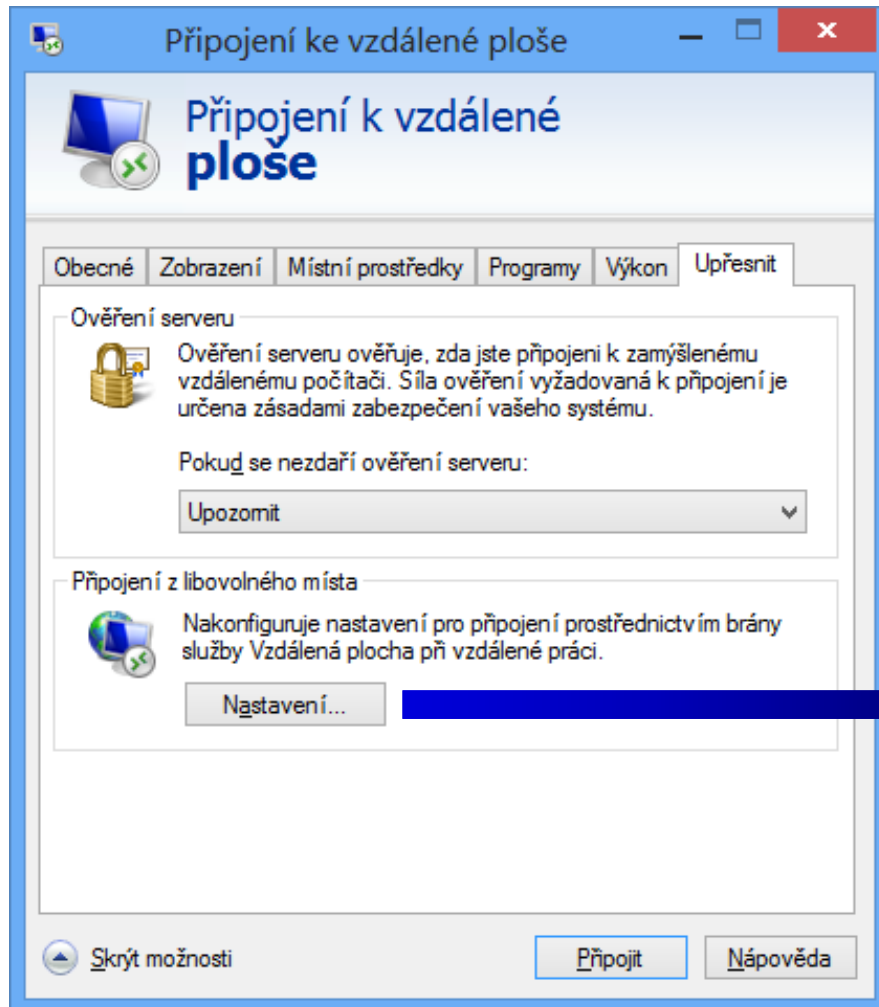 Připojení ke vzdálené ploše
Připojení k vzdálené
ploše
Obecné Zobrazení Místní prostředky Programy Výkon Upřesnit
Ověření serveru
Ověření serveru ověřuje, zda jste připojeni k zamýšlenému
vzdálenému počítači. Síla ověření vyžadovaná k připojení je
určena zásadami zabezpečení vašeho systému.
Pokud se nezdaří ověření serveru:
Upozornit
Připojení z libovolného místa
Nakonfiguruje nastavení pro připojení prostřednictvím brány
služby Vzdálená plocha při vzdálené práci.
Nastavení...
Skrýt možnosti Připojit Nápověda